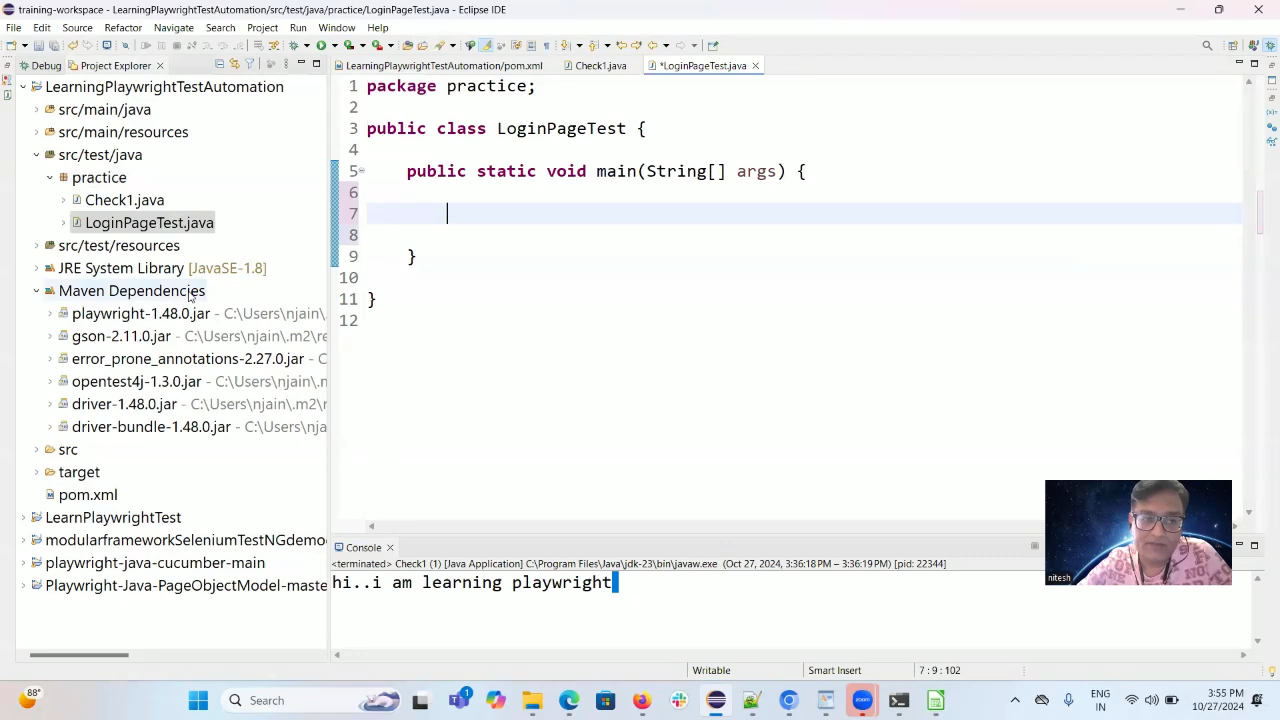 training-workspace - LearningPlaywrightTestAutomation/src/test/java/practice/LoginPageTest.java - Eclipse IDE
File Edit Source Refactor Navigate Search Project Run Window Help
Debug Project Explorer
LearningPlaywrightTestAutomation/pom.xml Check1.java *LoginPageTest.java
LearningPlaywrightTestAutomation
src/main/java
src/main/resources
src/test/java
practice
Check1.java
LoginPageTest.java
src/test/resources
JRE System Library [JavaSE-1.8]
Maven Dependencies
playwright-1.48.0.jar - C:\Users\njain\.m2\re
gson-2.11.0.jar - C:\Users\njain\.m2\re
error_prone_annotations-2.27.0.jar - C
opentest4j-1.3.0.jar - C:\Users\njain\.m
driver-1.48.0.jar - C:\Users\njain\.m2\r
driver-bundle-1.48.0.jar - C:\Users\nja
src
target
pom.xml
LearnPlaywrightTest
modularframeworkSeleniumTestNGdemo
playwright-java-cucumber-main
Playwright-Java-PageObjectModel-maste
1 package practice;
2
3 public class LoginPageTest {
4
5 public static void main(String[] args) {
6
7
8
9 }
10
11 }
12
nitesh
Console
<terminated> Check1 (1) [Java Application] C:\Program Files\Java\jdk-23\bin\javaw.exe (Oct 27, 2024, 3:36:18 PM – 3:36:19 PM) [pid: 22344]
hi..i am learning playwright
Writable Smart Insert 7 : 9 : 102
88°
Search
1
zoom
ENG
IN
3:55 PM
10/27/2024